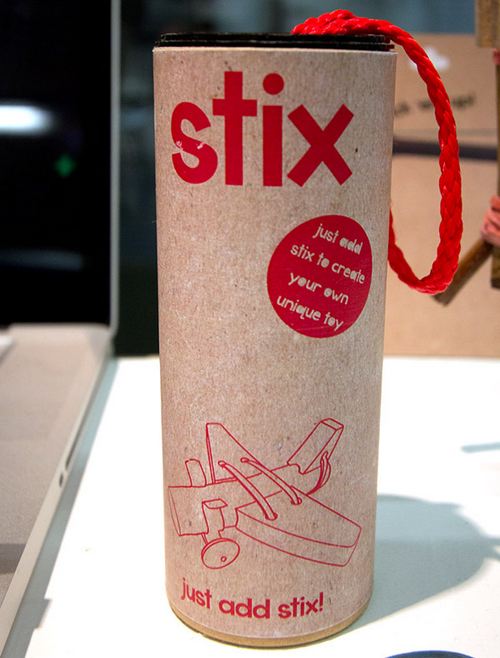 stix
just add
stix to create
your own
unique toy
just add stix!